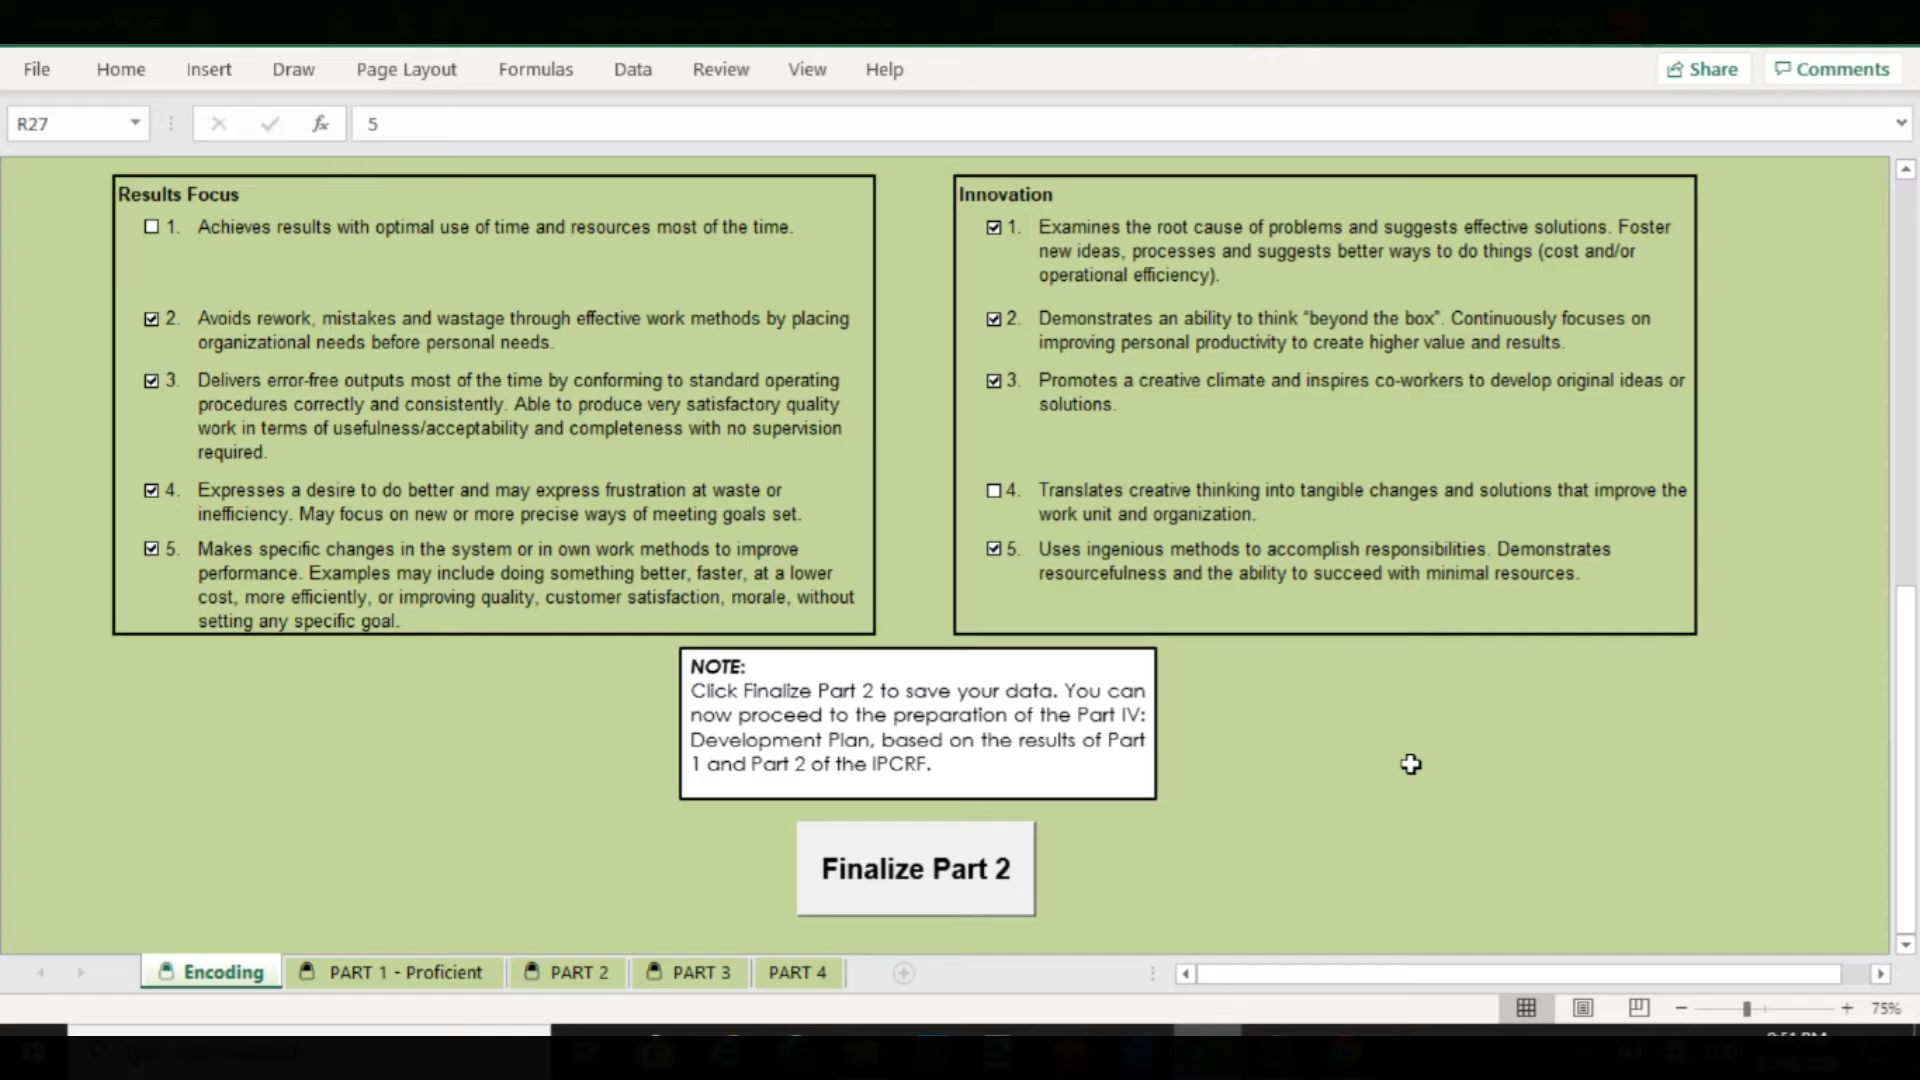 File Home Insert Draw Page Layout Formulas Data Review View Help Share Comments
R27 fx 5
Results Focus
1. Achieves results with optimal use of time and resources most of the time.
2. Avoids rework, mistakes and wastage through effective work methods by placing
organizational needs before personal needs.
3. Delivers error-free outputs most of the time by conforming to standard operating
procedures correctly and consistently. Able to produce very satisfactory quality
work in terms of usefulness/acceptability and completeness with no supervision
required.
4. Expresses a desire to do better and may express frustration at waste or
inefficiency. May focus on new or more precise ways of meeting goals set.
5. Makes specific changes in the system or in own work methods to improve
performance. Examples may include doing something better, faster, at a lower
cost, more efficiently, or improving quality, customer satisfaction, morale, without
setting any specific goal.
Innovation
1. Examines the root cause of problems and suggests effective solutions. Foster
new ideas, processes and suggests better ways to do things (cost and/or
operational efficiency).
2. Demonstrates an ability to think “beyond the box”. Continuously focuses on
improving personal productivity to create higher value and results.
3. Promotes a creative climate and inspires co-workers to develop original ideas or
solutions.
4. Translates creative thinking into tangible changes and solutions that improve the
work unit and organization.
5. Uses ingenious methods to accomplish responsibilities. Demonstrates
resourcefulness and the ability to succeed with minimal resources.
NOTE:
Click Finalize Part 2 to save your data. You can
now proceed to the preparation of the Part IV:
Development Plan, based on the results of Part
1 and Part 2 of the IPCRF.
Finalize Part 2
Encoding PART 1 - Proficient PART 2 PART 3 PART 4
75%